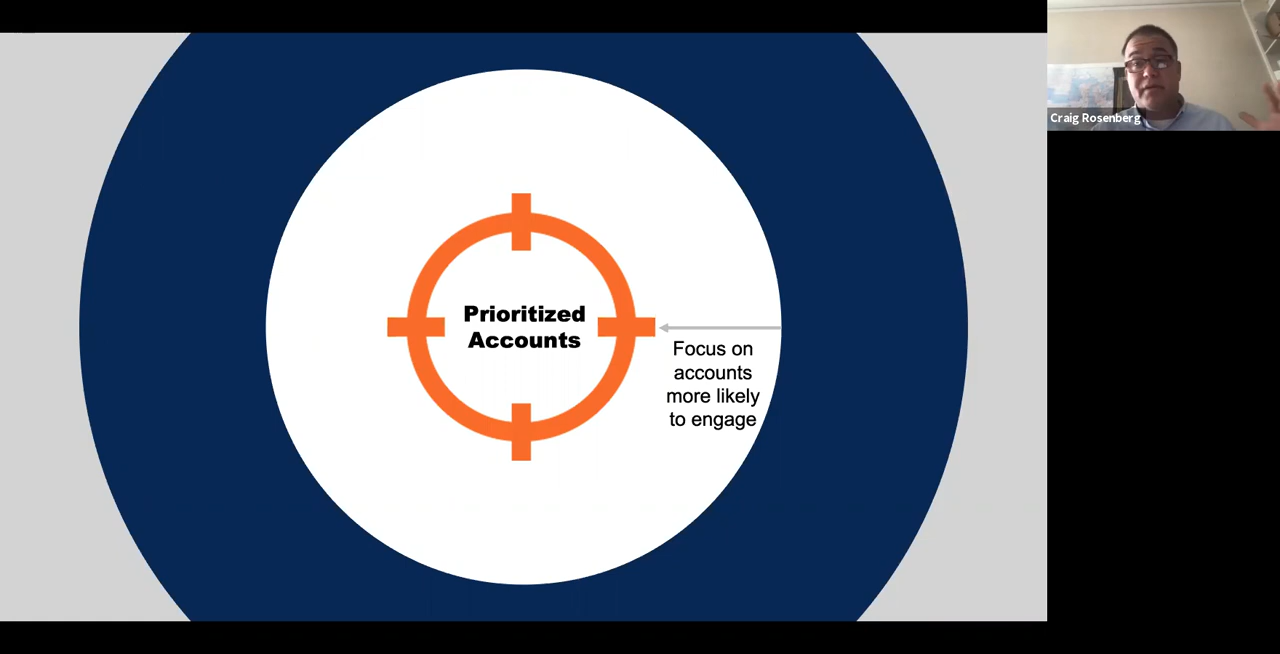 Prioritized
Accounts
Focus on
accounts
more likely
to engage
Craig Rosenberg